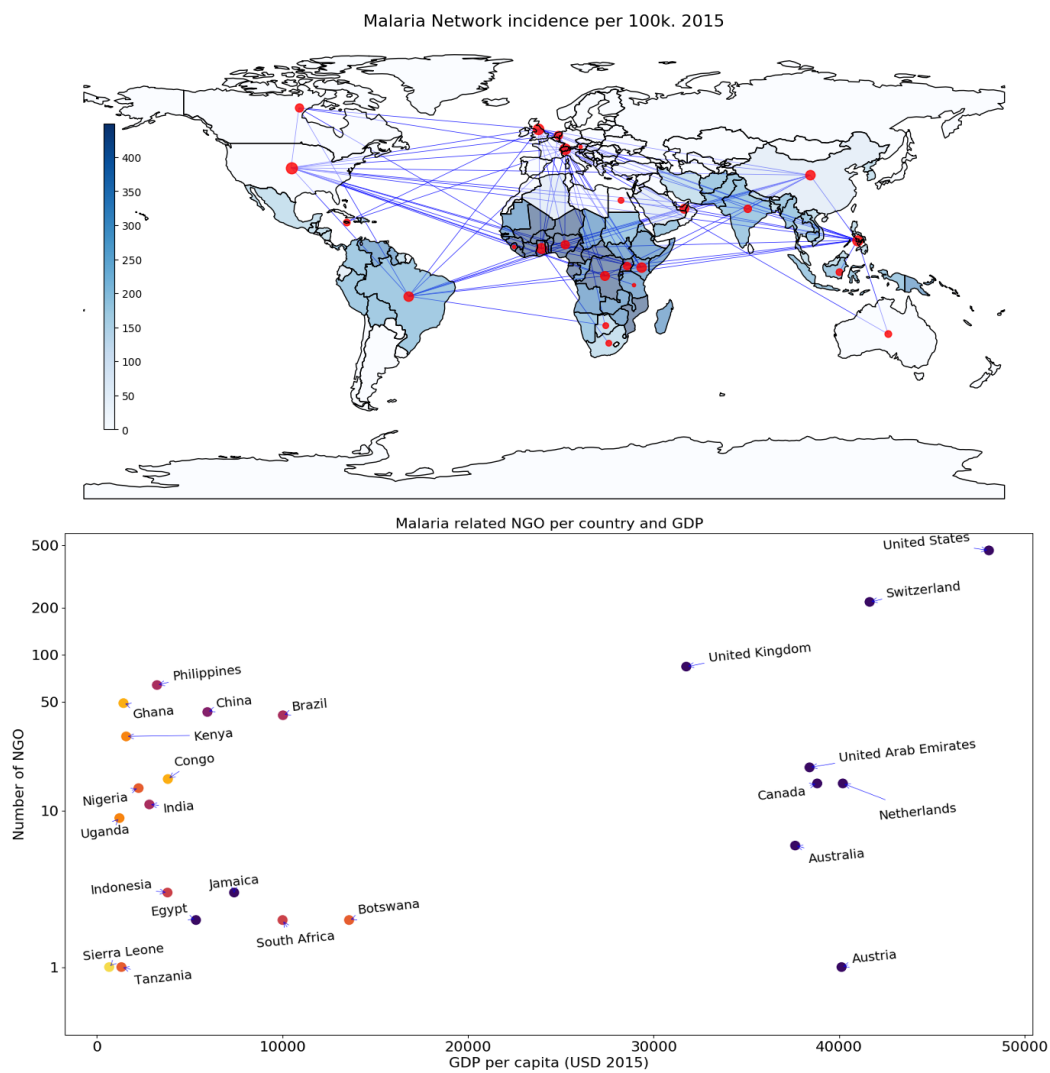 Malaria Network incidence per 100k. 2015
400
350
300
250
200
150
100
50
0
Malaria related NGO per country and GDP
500
200
100
50
10
1
Number of NGO
United States
Switzerland
United Kingdom
Philippines
Ghana
China
Brazil
Kenya
Congo
United Arab Emirates
Nigeria
India
Canada
Netherlands
Uganda
Australia
Indonesia
Jamaica
Egypt
Botswana
South Africa
Sierra Leone
Tanzania
Austria
0
10000
20000
30000
40000
50000
GDP per capita (USD 2015)